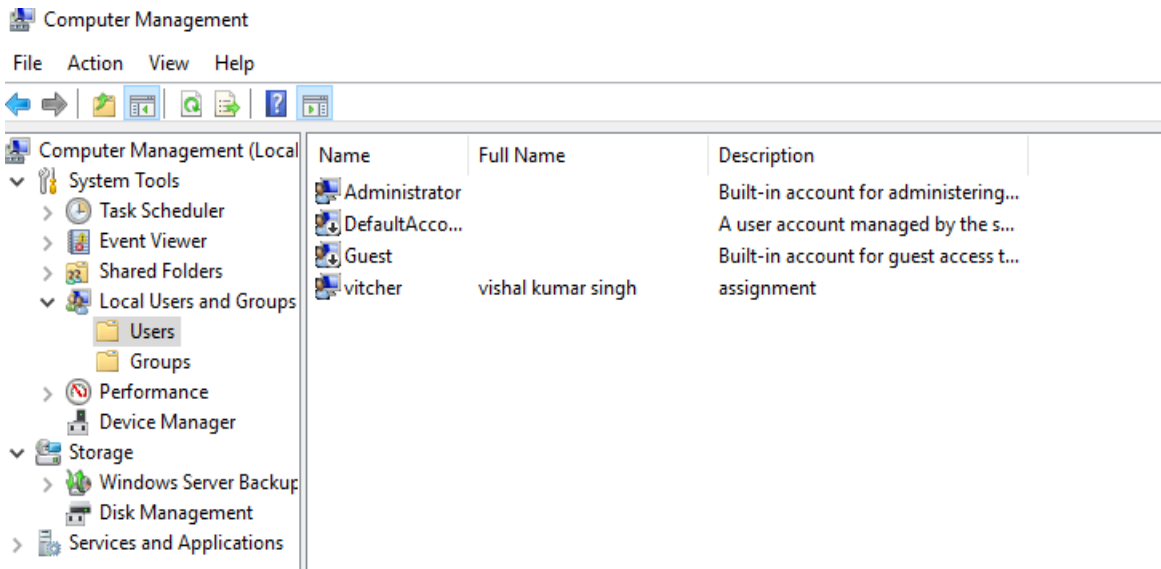 Computer Management
File Action View Help
Computer Management (Local
System Tools
Task Scheduler
Event Viewer
Shared Folders
Local Users and Groups
Users
Groups
Performance
Device Manager
Storage
Windows Server Backup
Disk Management
Services and Applications
Name Full Name Description
Administrator Built-in account for administering...
DefaultAcco... A user account managed by the s...
Guest Built-in account for guest access t...
vitcher vishal kumar singh assignment